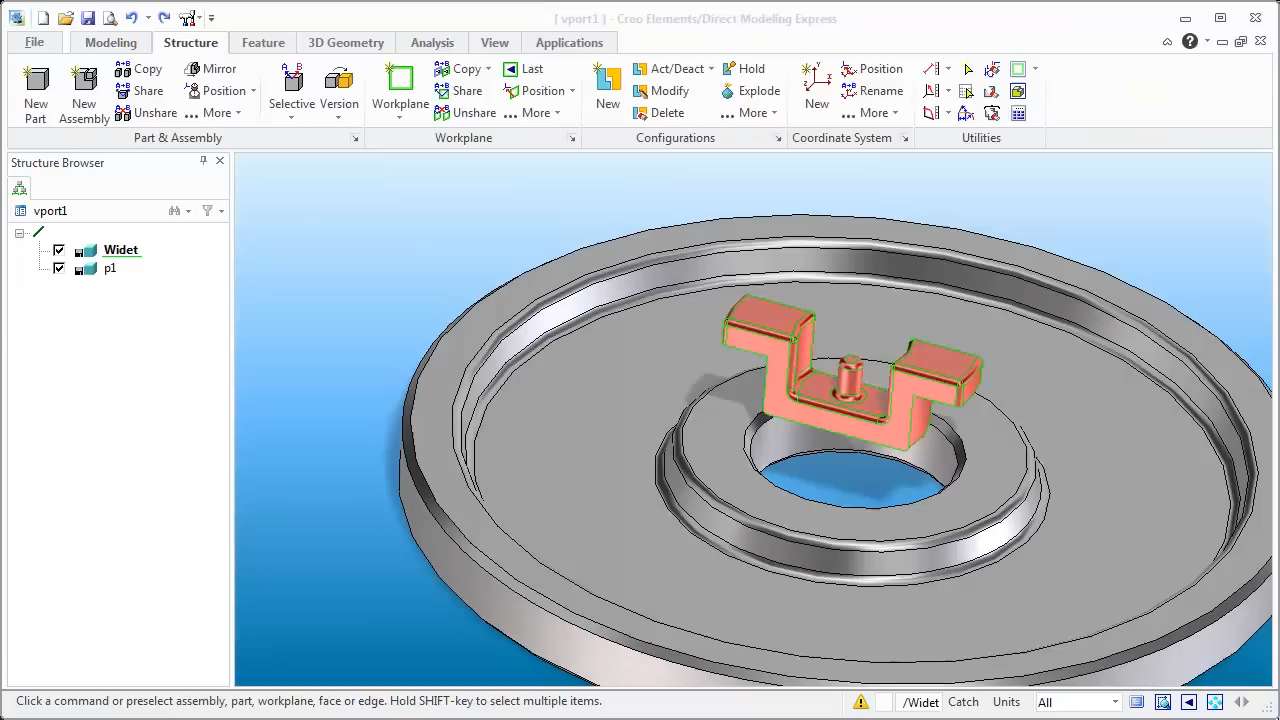 [ vport1 ] - Creo Elements/Direct Modeling Express
File Modeling Structure Feature 3D Geometry Analysis View Applications
Copy Mirror Copy Last Act/Deact Hold Position
Share Position Share Position Modify Explode Rename
New Part New Assembly Unshare ... More Selective Version Workplane Unshare ... More New Delete ... More New ... More
Part & Assembly Workplane Configurations Coordinate System Utilities
Structure Browser
vport1
Widet
p1
Click a command or preselect assembly, part, workplane, face or edge. Hold SHIFT-key to select multiple items. /Widet Catch Units All